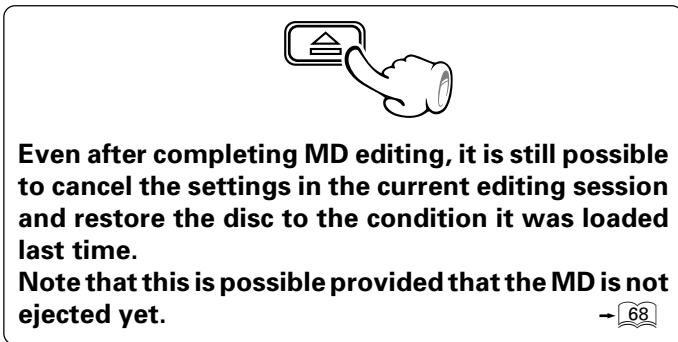 Even after completing MD editing, it is still possible
to cancel the settings in the current editing session
and restore the disc to the condition it was loaded
last time.
Note that this is possible provided that the MD is not
ejected yet. → 68